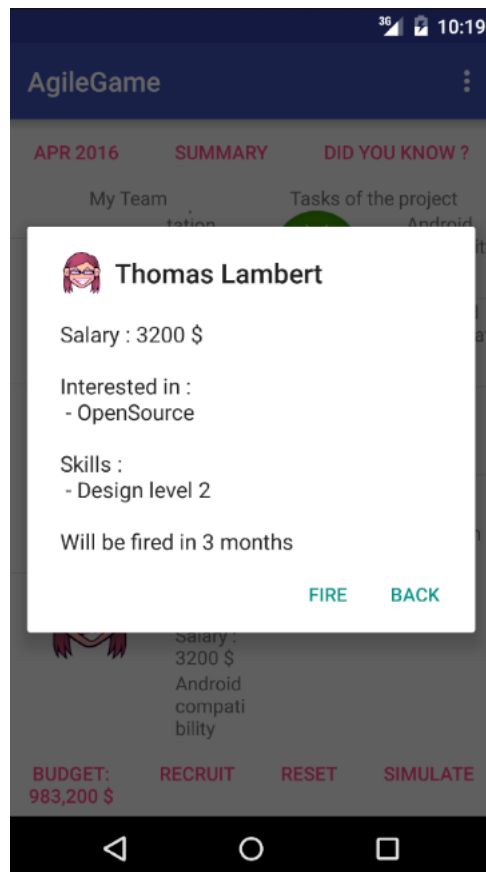 3G 10:19
AgileGame
APR 2016 SUMMARY DID YOU KNOW ?
My Team Tasks of the project
tation Android
Thomas Lambert
Salary : 3200 $
Interested in :
- OpenSource
Skills :
- Design level 2
Will be fired in 3 months
FIRE BACK
Salary :
3200 $
Android
compati
bility
BUDGET: RECRUIT RESET SIMULATE
983,200 $